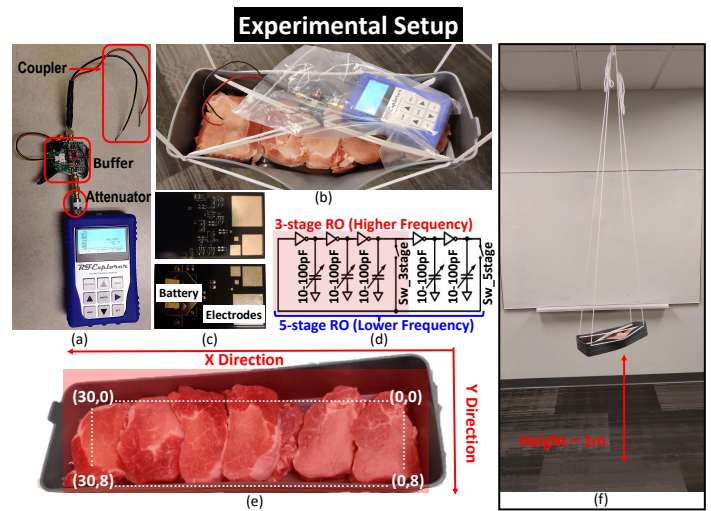 Experimental Setup
Coupler
Buffer
Attenuator
RF Explorer
(a)
(b)
Battery
Electrodes
(c)
3-stage RO (Higher Frequency)
10-100pF
10-100pF
10-100pF
Sw_3stage
10-100pF
10-100pF
Sw_5stage
5-stage RO (Lower Frequency)
(d)
X Direction
Y Direction
(30,0)
(0,0)
(30,8)
(0,8)
(e)
Height ~ 1m
(f)